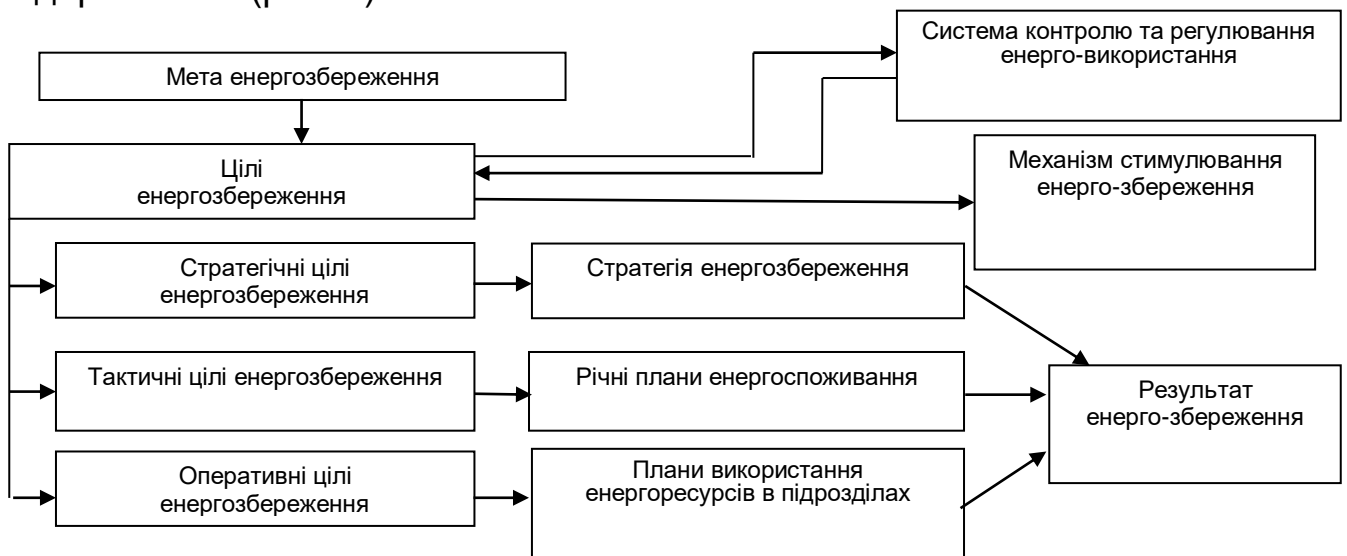 Система контролю та регулювання
енерго-використання
Мета енергозбереження
Механізм стимулювання
енерго-збереження
Цілі
енергозбереження
Стратегічні цілі
енергозбереження
Стратегія енергозбереження
Тактичні цілі енергозбереження
Річні плани енергоспоживання
Результат
енерго-збереження
Оперативні цілі
енергозбереження
Плани використання
енергоресурсів в підрозділах